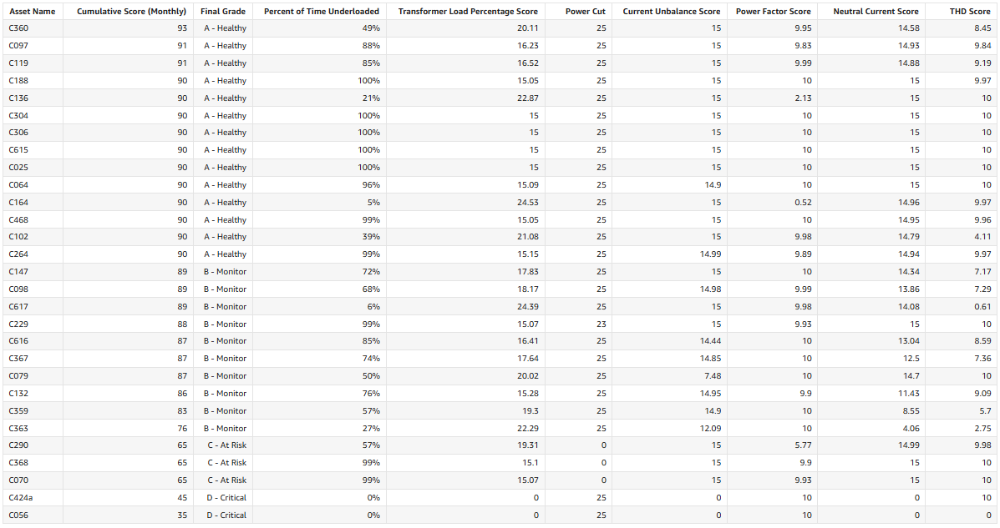 Asset Name Cumulative Score (Monthly) Final Grade Percent of Time Underloaded Transformer Load Percentage Score Power Cut Current Unbalance Score Power Factor Score Neutral Current Score THD Score
C360 93 A - Healthy 49% 20.11 25 15 9.95 14.58 8.45
C097 91 A - Healthy 88% 16.23 25 15 9.83 14.93 9.84
C119 91 A - Healthy 85% 16.52 25 15 9.99 14.88 9.19
C188 90 A - Healthy 100% 15.05 25 15 10 15 9.97
C136 90 A - Healthy 21% 22.87 25 15 2.13 15 10
C304 90 A - Healthy 100% 15 25 15 10 15 10
C306 90 A - Healthy 100% 15 25 15 10 15 10
C615 90 A - Healthy 100% 15 25 15 10 15 10
C025 90 A - Healthy 100% 15 25 15 10 15 10
C064 90 A - Healthy 96% 15.09 25 14.9 10 15 10
C164 90 A - Healthy 5% 24.53 25 15 0.52 14.96 9.97
C468 90 A - Healthy 99% 15.05 25 15 10 14.95 9.96
C102 90 A - Healthy 39% 21.08 25 15 9.98 14.79 4.11
C264 90 A - Healthy 99% 15.15 25 14.99 9.89 14.94 9.97
C147 89 B - Monitor 72% 17.83 25 15 10 14.34 7.17
C098 89 B - Monitor 68% 18.17 25 14.98 9.99 13.86 7.29
C617 89 B - Monitor 6% 24.39 25 15 9.98 14.08 0.61
C229 88 B - Monitor 99% 15.07 23 15 9.93 15 10
C616 87 B - Monitor 85% 16.41 25 14.44 10 13.04 8.59
C367 87 B - Monitor 74% 17.64 25 14.85 10 12.5 7.36
C079 87 B - Monitor 50% 20.02 25 7.48 10 14.7 10
C132 86 B - Monitor 76% 15.28 25 14.95 9.9 11.43 9.09
C359 83 B - Monitor 57% 19.3 25 14.9 10 8.55 5.7
C363 76 B - Monitor 27% 22.29 25 12.09 10 4.06 2.75
C290 65 C - At Risk 57% 19.31 0 15 5.77 14.99 9.98
C368 65 C - At Risk 99% 15.1 0 15 9.9 15 10
C070 65 C - At Risk 99% 15.07 0 15 9.93 15 10
C424a 45 D - Critical 0% 0 25 0 10 0 10
C056 35 D - Critical 0% 0 25 0 10 0 0